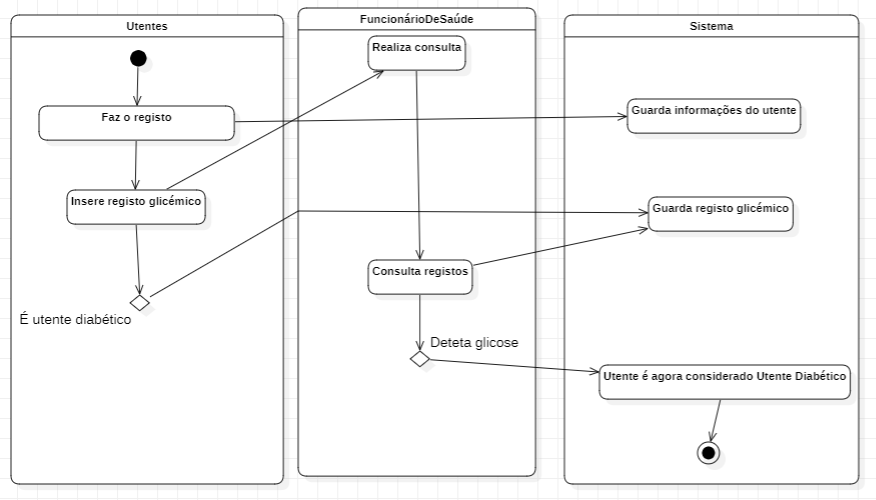 Utentes
FuncionárioDeSaúde
Sistema
Realiza consulta
Faz o registo
Guarda informações do utente
Insere registo glicémico
Guarda registo glicémico
Consulta registos
É utente diabético
Deteta glicose
Utente é agora considerado Utente Diabético